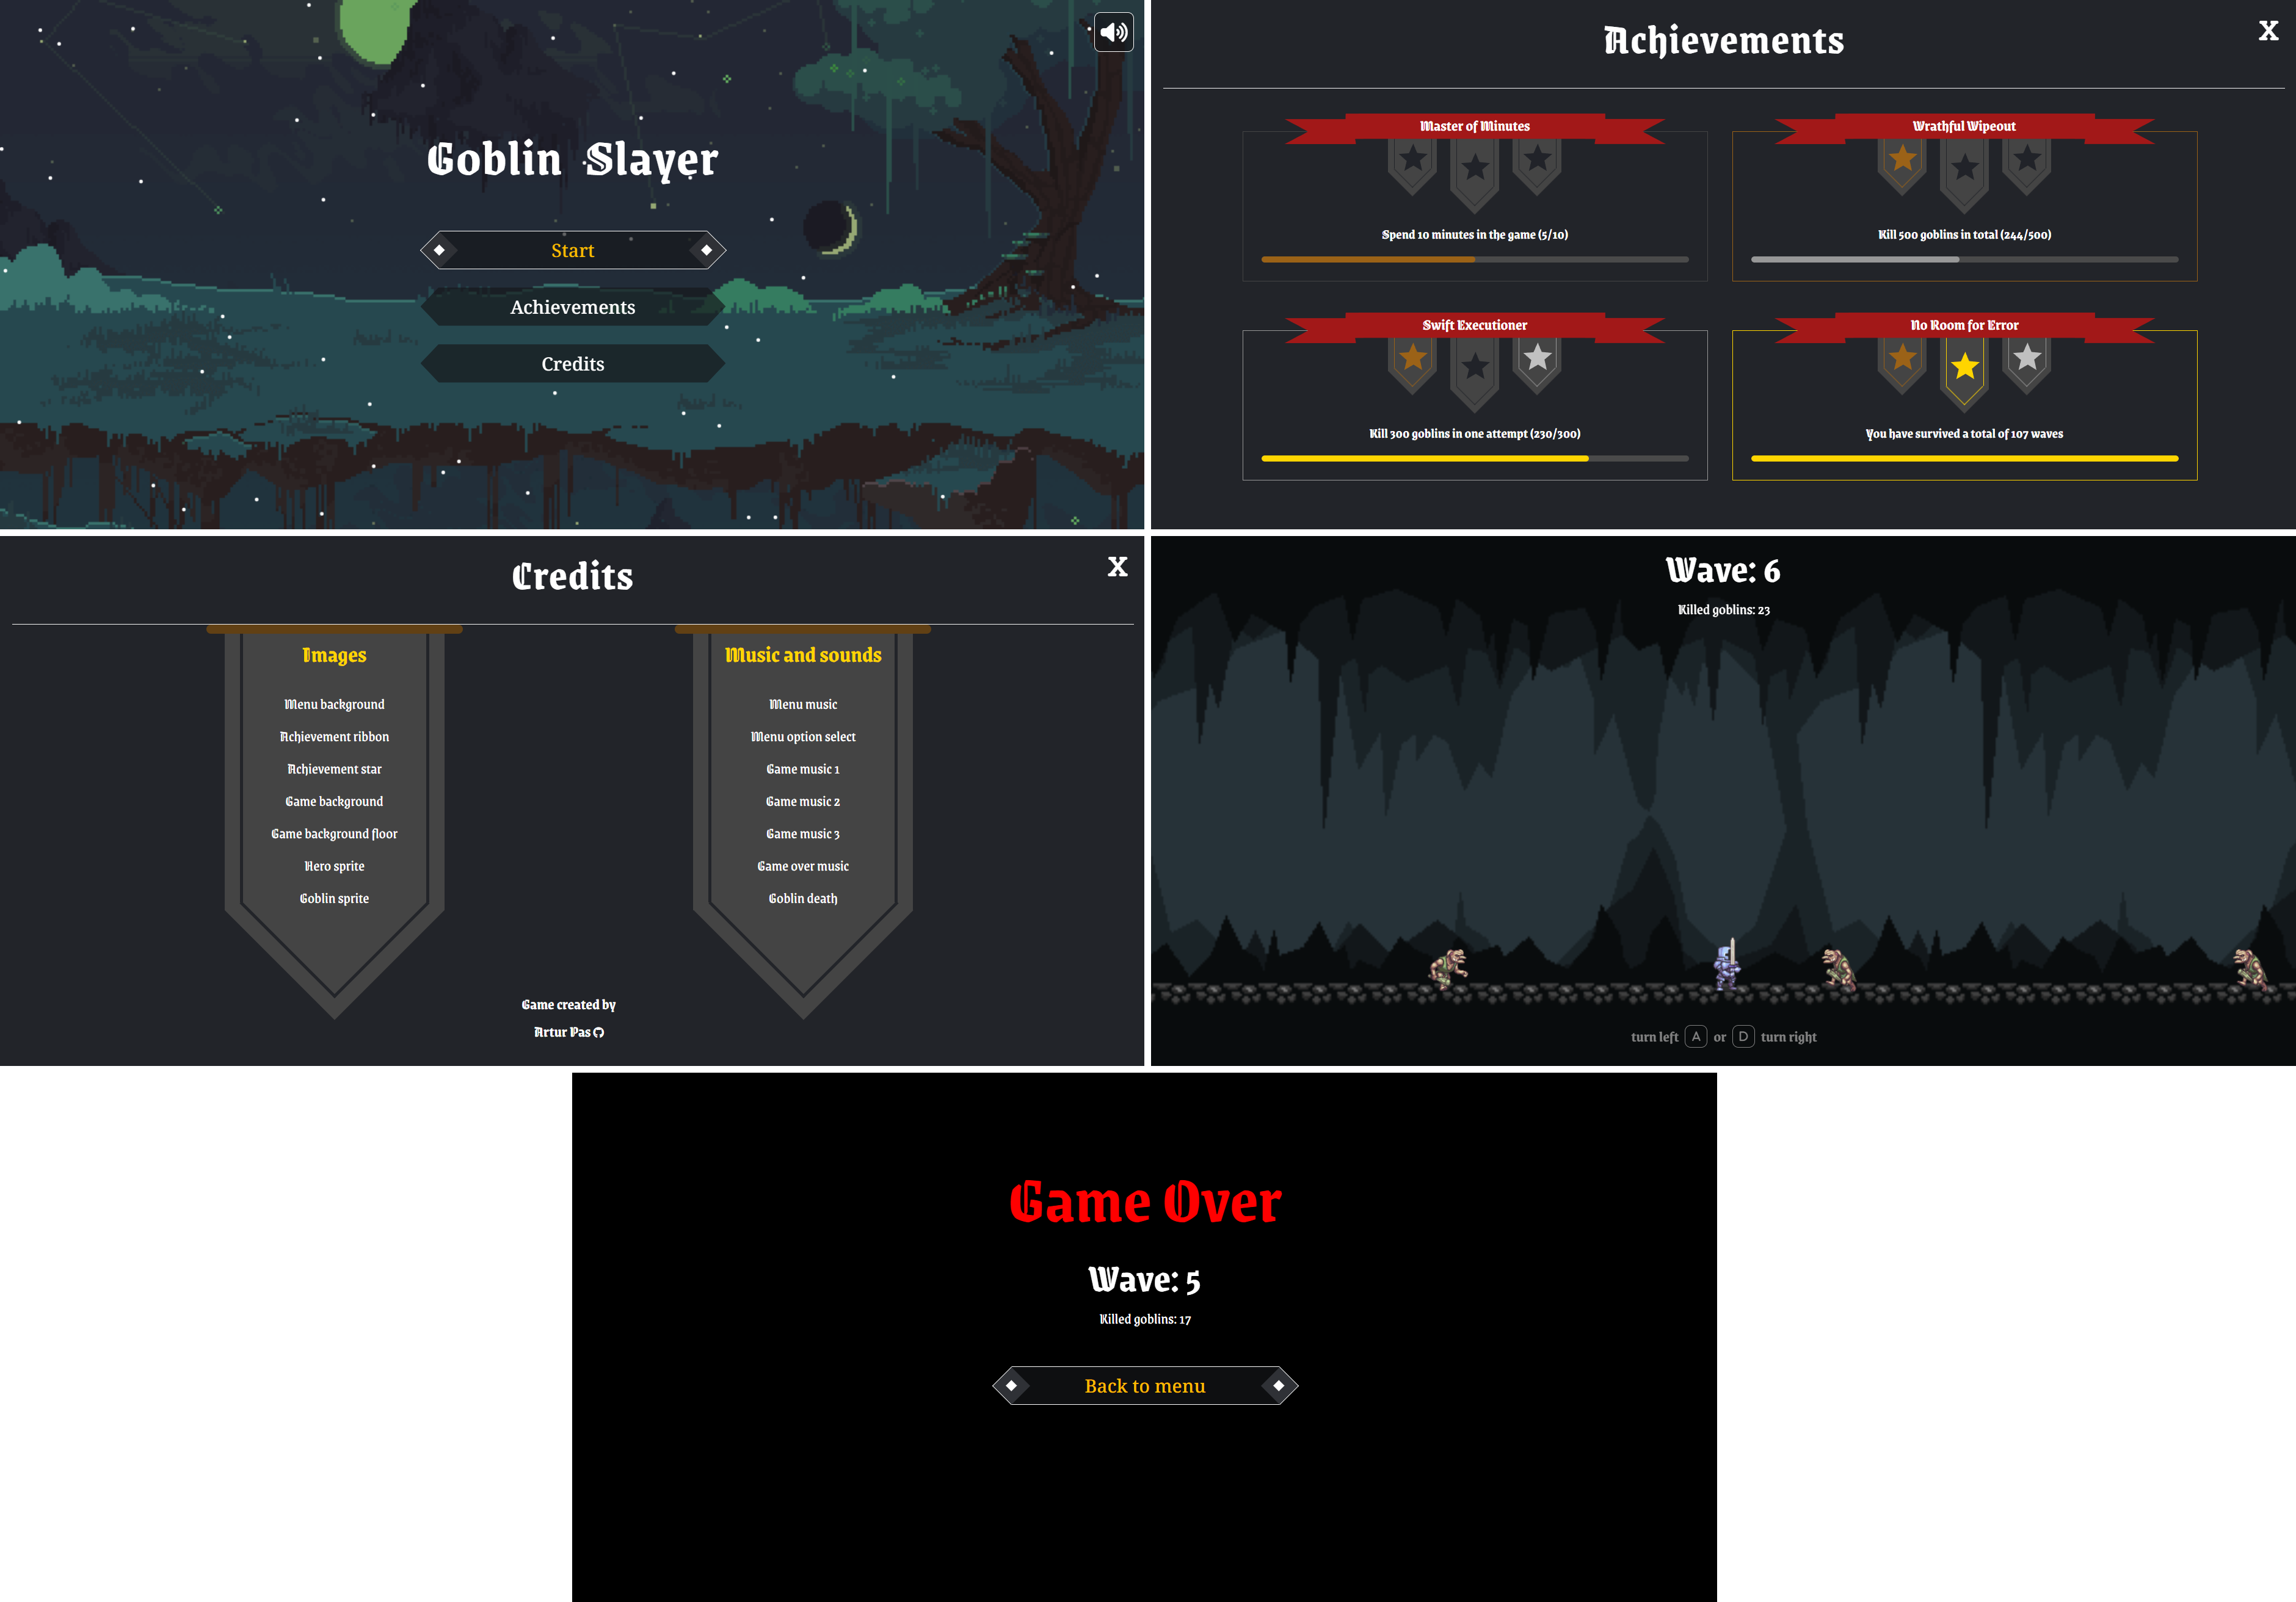 Goblin Slayer
Start
Achievements
Credits
Achievements
X
Master of Minutes
Spend 10 minutes in the game (5/10)
Wrathful Wipeout
Kill 500 goblins in total (244/500)
Swift Executioner
Kill 300 goblins in one attempt (230/300)
No Room for Error
You have survived a total of 107 waves
Credits
X
Images
Menu background
Achievement ribbon
Achievement star
Game background
Game background floor
Hero sprite
Goblin sprite
Music and sounds
Menu music
Menu option select
Game music 1
Game music 2
Game music 3
Game over music
Goblin death
Game created by
Artur Pas
Wave: 6
Killed goblins: 23
turn left A or D turn right
Game Over
Wave: 5
Killed goblins: 17
Back to menu